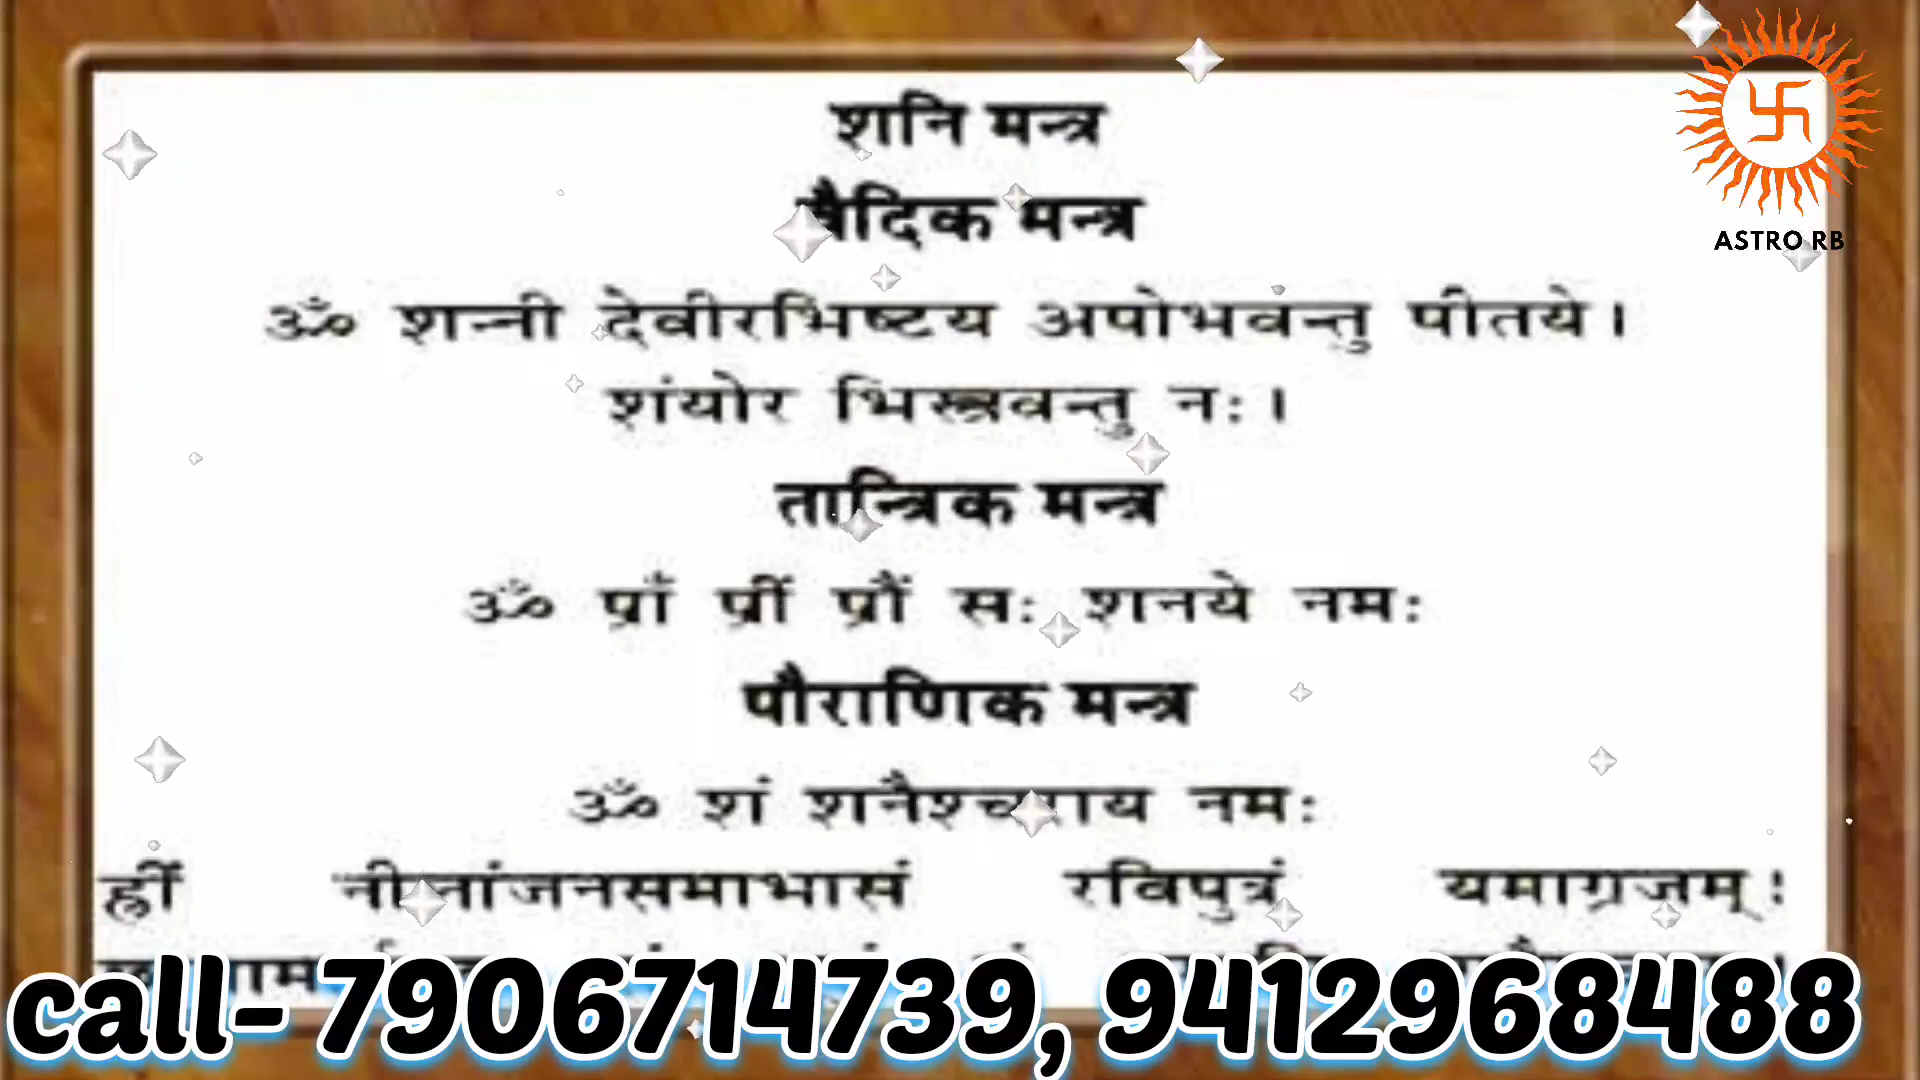 शनि मन्त्र
ASTRO RB
वैदिक मन्त्र
ॐ शन्नी देवीरभिष्टय अपोभवन्तु पीतये।
शंयोर भिस्त्रवन्तु नः।
तान्त्रिक मन्त्र
ॐ प्राँ प्रीं प्रौं सः शनये नमः
पौराणिक मन्त्र
ॐ शं शनैश्चराय नमः
ह्रीं नीलांजनसमाभासं रविपुत्रं यमाग्रजम्ः
call- 7906714739, 9412968488